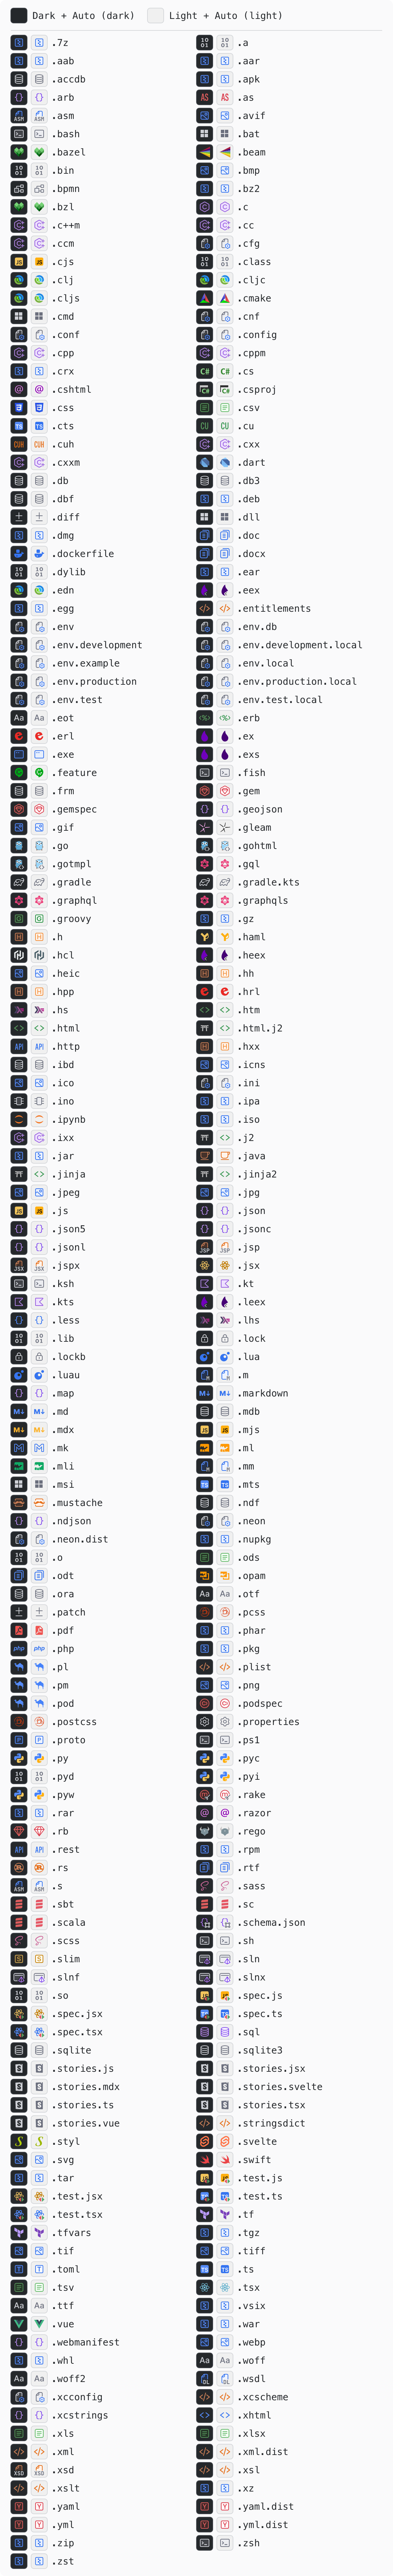 Dark + Auto (dark) Light + Auto (light)
.7z .a
.aab .aar
.accdb .apk
.arb .as
.asm .avif
.bash .bat
.bazel .beam
.bin .bmp
.bpmn .bz2
.bzl .c
.c++m .cc
.ccm .cfg
.cjs .class
.clj .cljc
.cljs .cmake
.cmd .cnf
.conf .config
.cpp .cppm
.crx .cs
.cshtml .csproj
.css .csv
.cts .cu
.cuh .cxx
.cxxm .dart
.db .db3
.dbf .deb
.diff .dll
.dmg .doc
.dockerfile .docx
.dylib .ear
.edn .eex
.egg .entitlements
.env .env.db
.env.development .env.development.local
.env.example .env.local
.env.production .env.production.local
.env.test .env.test.local
.eot .erb
.erl .ex
.exe .exs
.feature .fish
.frm .gem
.gemspec .geojson
.gif .gleam
.go .gohtml
.gotmpl .gql
.gradle .gradle.kts
.graphql .graphqls
.groovy .gz
.h .haml
.hcl .heex
.heic .hh
.hpp .hrl
.hs .htm
.html .html.j2
.http .hxx
.ibd .icns
.ico .ini
.ino .ipa
.ipynb .iso
.ixx .j2
.jar .java
.jinja .jinja2
.jpeg .jpg
.js .json
.json5 .jsonc
.jsonl .jsp
.jspx .jsx
.ksh .kt
.kts .leex
.less .lhs
.lib .lock
.lockb .lua
.luau .m
.map .markdown
.md .mdb
.mdx .mjs
.mk .ml
.mli .mm
.msi .mts
.mustache .ndf
.ndjson .neon
.neon.dist .nupkg
.o .ods
.odt .opam
.ora .otf
.patch .pcss
.pdf .phar
.php .pkg
.pl .plist
.pm .png
.pod .podspec
.postcss .properties
.proto .ps1
.py .pyc
.pyd .pyi
.pyw .rake
.rar .razor
.rb .rego
.rest .rpm
.rs .rtf
.s .sass
.sbt .sc
.scala .schema.json
.scss .sh
.slim .sln
.slnf .slnx
.so .spec.js
.spec.jsx .spec.ts
.spec.tsx .sql
.sqlite .sqlite3
.stories.js .stories.jsx
.stories.mdx .stories.svelte
.stories.ts .stories.tsx
.stories.vue .stringsdict
.styl .svelte
.svg .swift
.tar .test.js
.test.jsx .test.ts
.test.tsx .tf
.tfvars .tgz
.tif .tiff
.toml .ts
.tsv .tsx
.ttf .vsix
.vue .war
.webmanifest .webp
.whl .woff
.woff2 .wsdl
.xcconfig .xcscheme
.xcstrings .xhtml
.xls .xlsx
.xml .xml.dist
.xsd .xsl
.xslt .xz
.yaml .yaml.dist
.yml .yml.dist
.zip .zsh
.zst